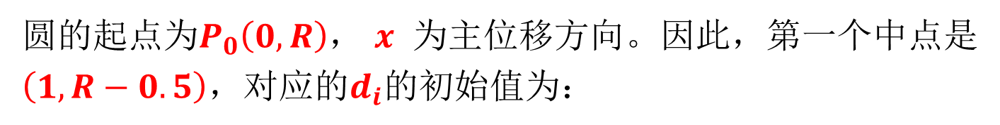 圆的起点为P₀(0,R)， x 为主位移方向。因此，第一个中点是
(1,R − 0.5)，对应的dᵢ的初始值为：